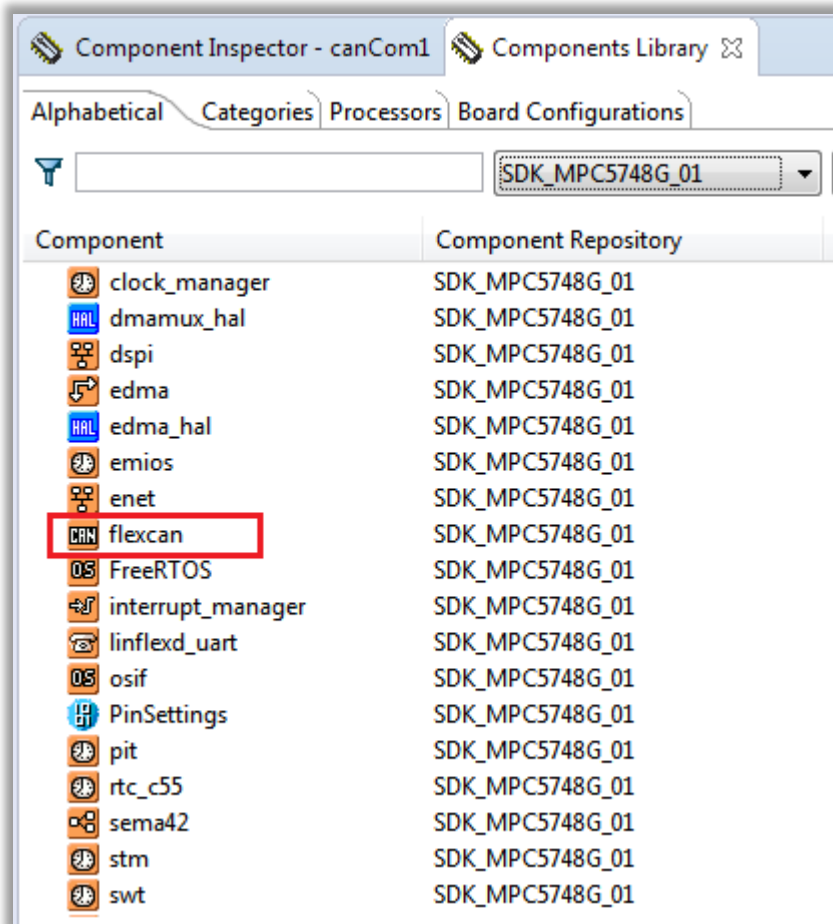 Component Inspector - canCom1 Components Library
Alphabetical Categories Processors Board Configurations
SDK_MPC5748G_01
Component Component Repository
clock_manager SDK_MPC5748G_01
HAL dmamux_hal SDK_MPC5748G_01
dspi SDK_MPC5748G_01
edma SDK_MPC5748G_01
HAL edma_hal SDK_MPC5748G_01
emios SDK_MPC5748G_01
enet SDK_MPC5748G_01
CAN flexcan SDK_MPC5748G_01
OS FreeRTOS SDK_MPC5748G_01
interrupt_manager SDK_MPC5748G_01
linflexd_uart SDK_MPC5748G_01
OS osif SDK_MPC5748G_01
PinSettings SDK_MPC5748G_01
pit SDK_MPC5748G_01
rtc_c55 SDK_MPC5748G_01
sema42 SDK_MPC5748G_01
stm SDK_MPC5748G_01
swt SDK_MPC5748G_01